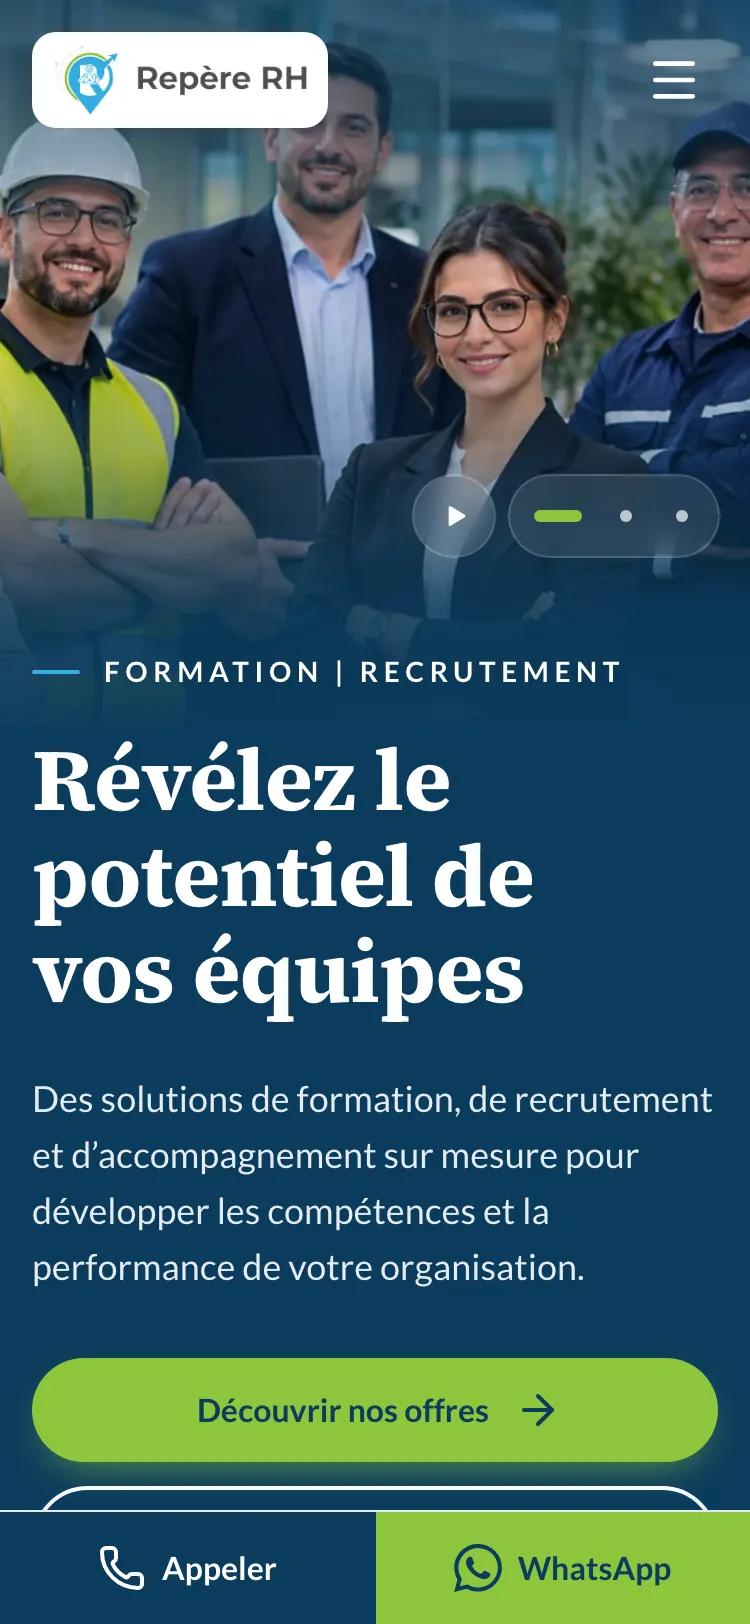 Repère RH
FORMATION | RECRUTEMENT
Révélez le
potentiel de
vos équipes
Des solutions de formation, de recrutement
et d’accompagnement sur mesure pour
développer les compétences et la
performance de votre organisation.
Découvrir nos offres
Appeler
WhatsApp